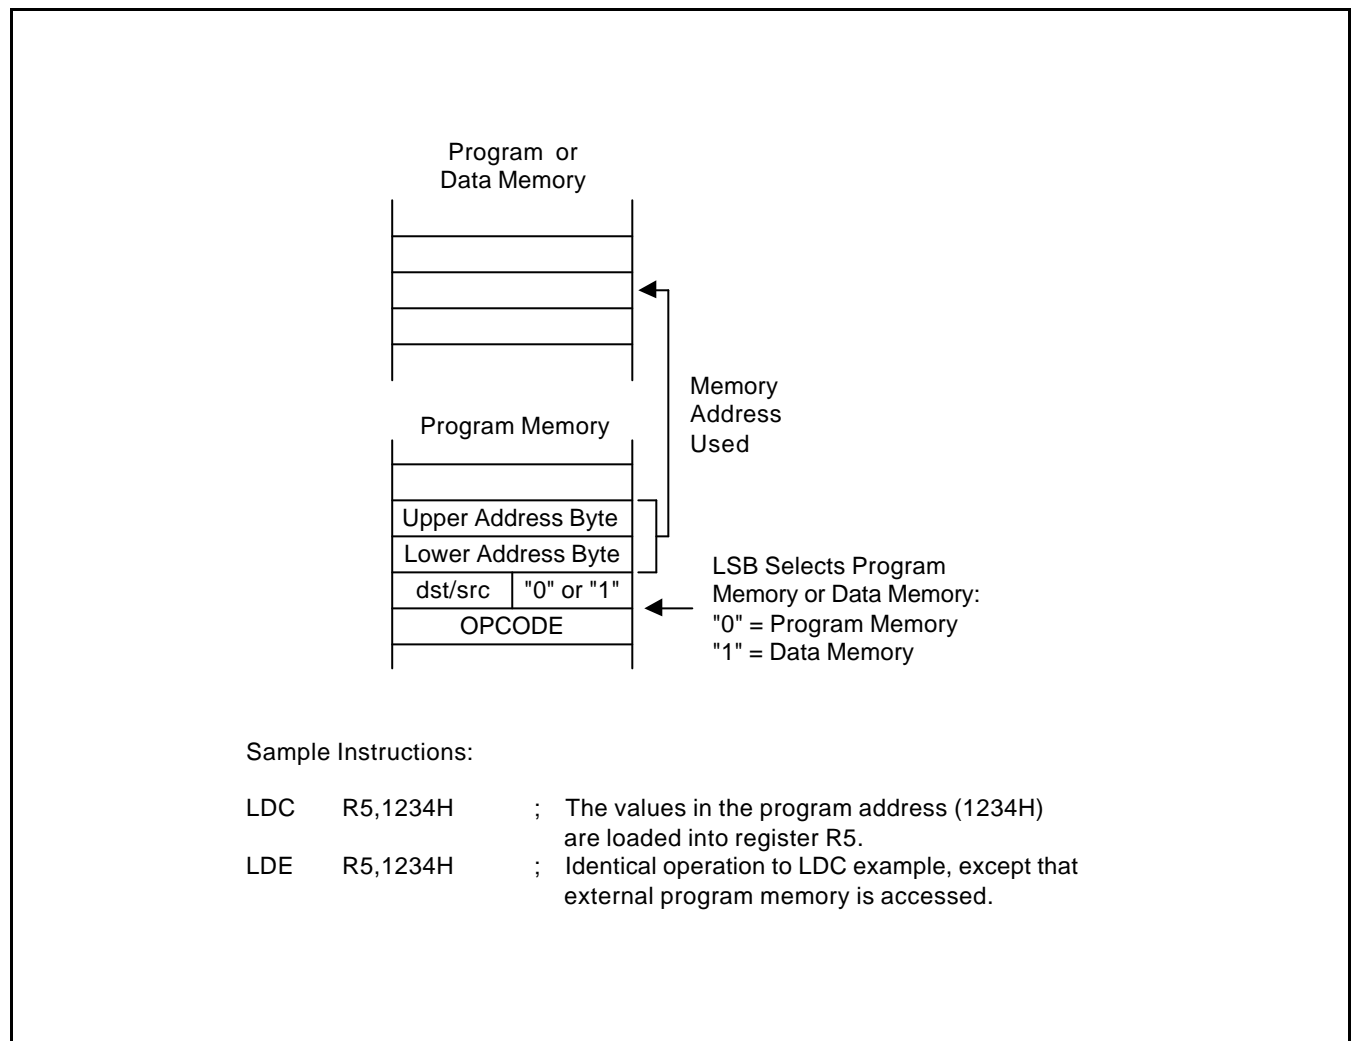 Program or
Data Memory
Memory
Address
Used
Program Memory
Upper Address Byte
Lower Address Byte
dst/src "0" or "1"
OPCODE
LSB Selects Program
Memory or Data Memory:
"0" = Program Memory
"1" = Data Memory
Sample Instructions:
LDC R5,1234H ; The values in the program address (1234H)
are loaded into register R5.
LDE R5,1234H ; Identical operation to LDC example, except that
external program memory is accessed.